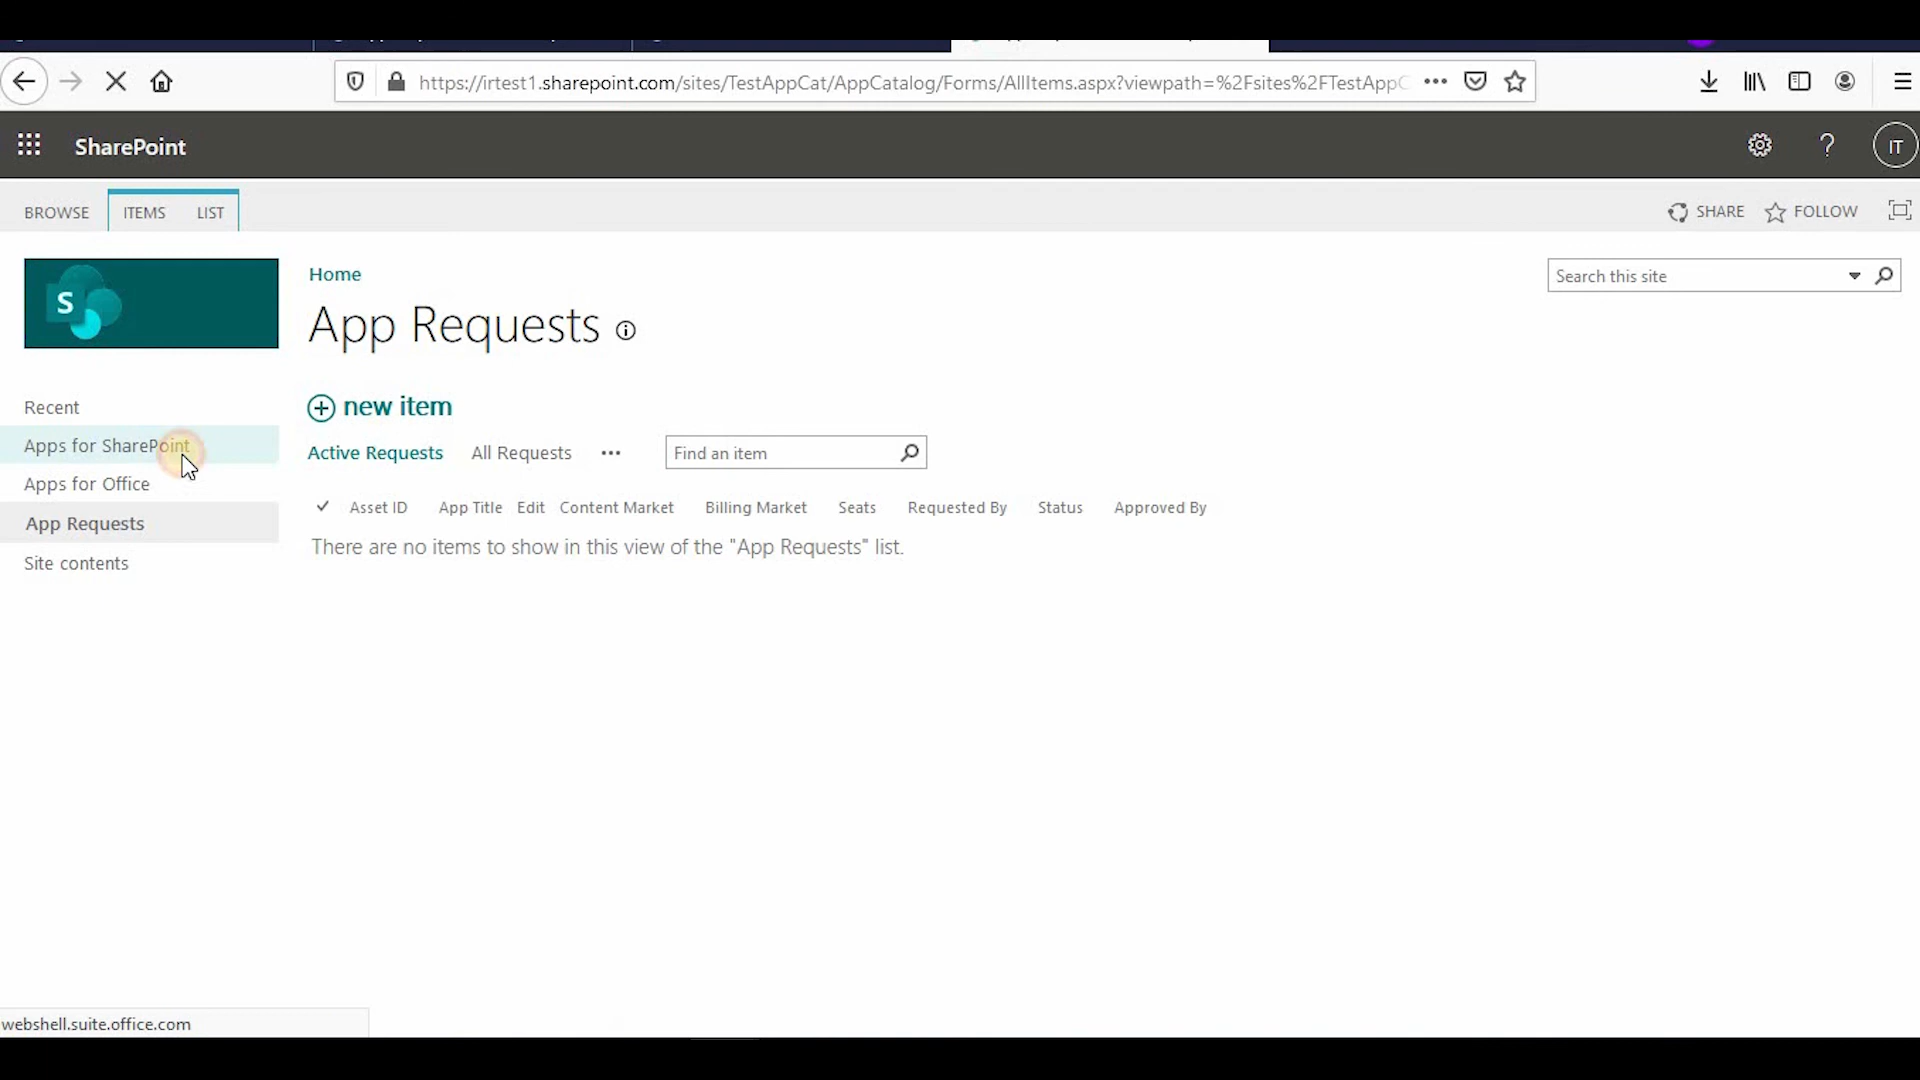 https://irtest1.sharepoint.com/sites/TestAppCat/AppCatalog/Forms/AllItems.aspx?viewpath=%2Fsites%2FTestAppC
SharePoint
? IT
BROWSE ITEMS LIST SHARE FOLLOW
S
Home
Search this site
App Requests
Recent
new item
Apps for SharePoint
Active Requests All Requests ••• Find an item
Apps for Office
Asset ID App Title Edit Content Market Billing Market Seats Requested By Status Approved By
App Requests
There are no items to show in this view of the "App Requests" list.
Site contents
webshell.suite.office.com